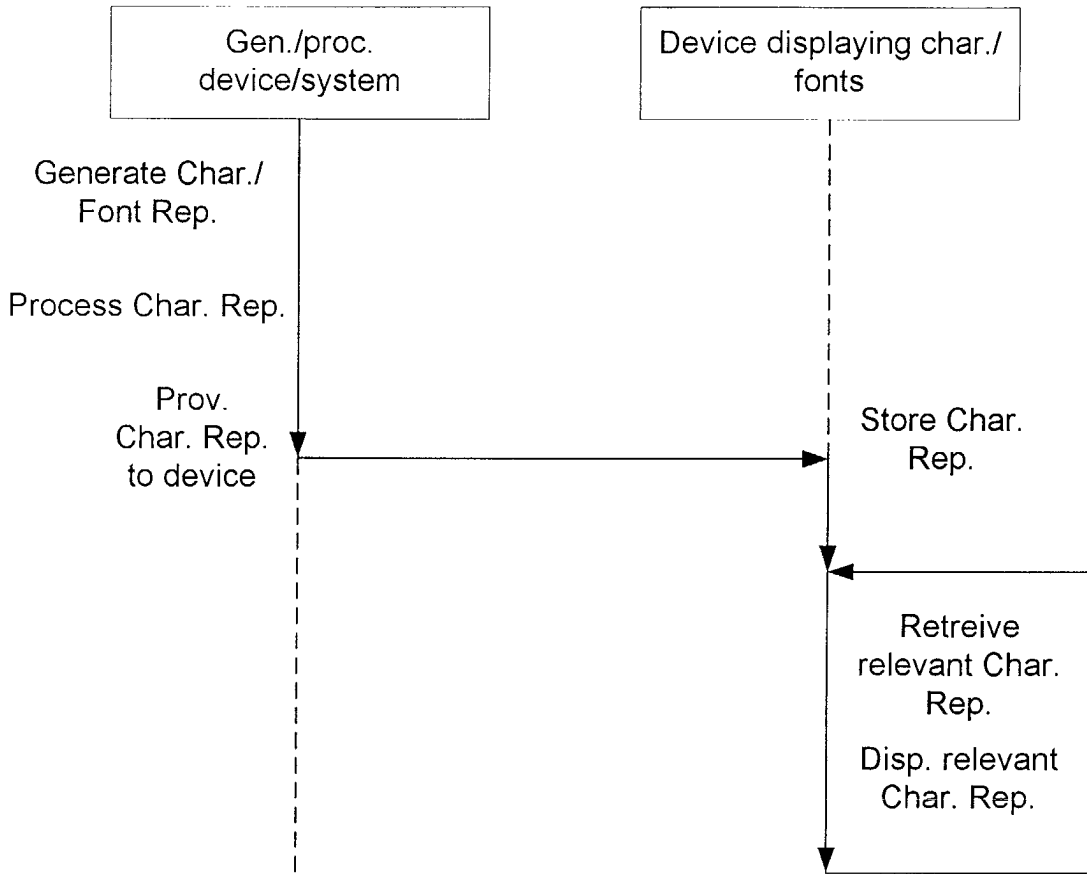 Gen./proc.
device/system
Device displaying char./
fonts
Generate Char./
Font Rep.
Process Char. Rep.
Prov.
Char. Rep.
to device
Store Char.
Rep.
Retreive
relevant Char.
Rep.
Disp. relevant
Char. Rep.